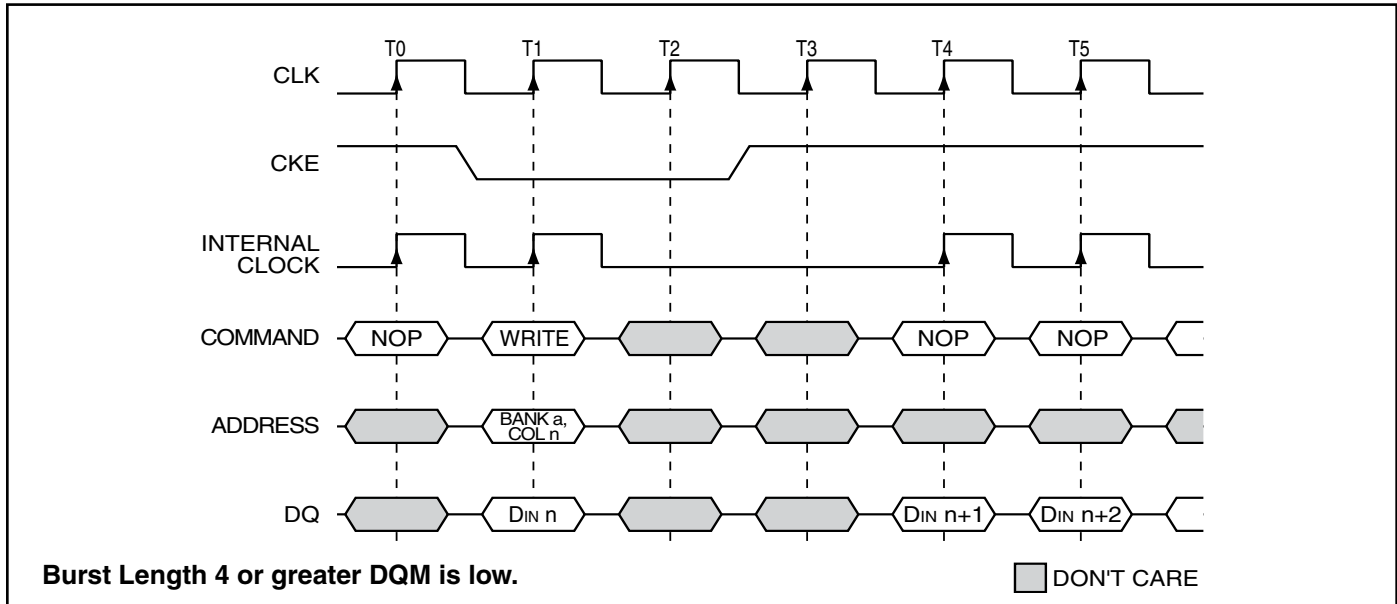 T0 T1 T2 T3 T4 T5
CLK
CKE
INTERNAL
CLOCK
COMMAND NOP WRITE NOP NOP
ADDRESS BANK a,
COL n
DQ DIN n DIN n+1 DIN n+2
Burst Length 4 or greater DQM is low.
DON'T CARE